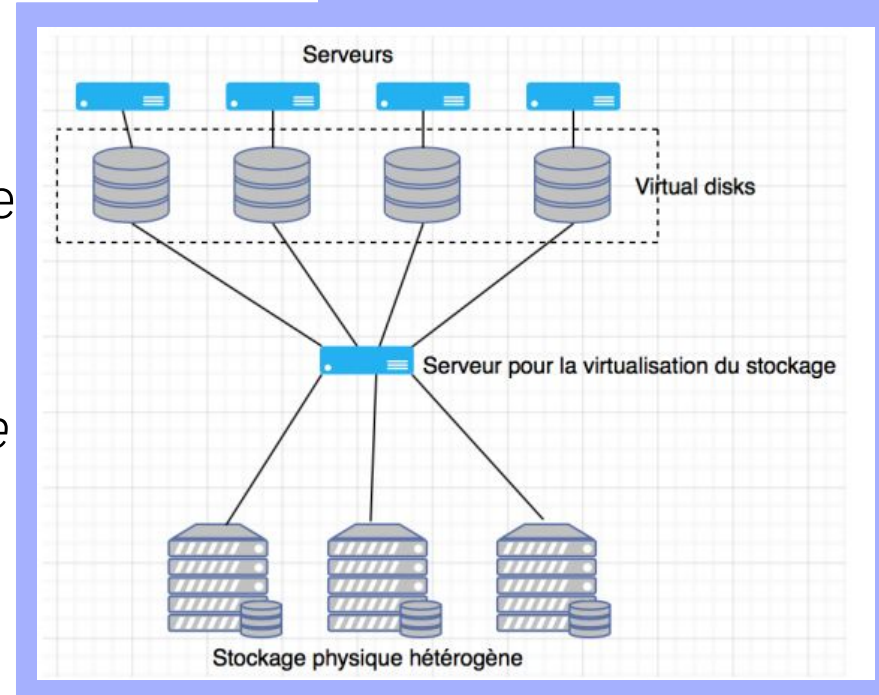 Serveurs
Virtual disks
e
Serveur pour la virtualisation du stockage
e
Stockage physique hétérogène